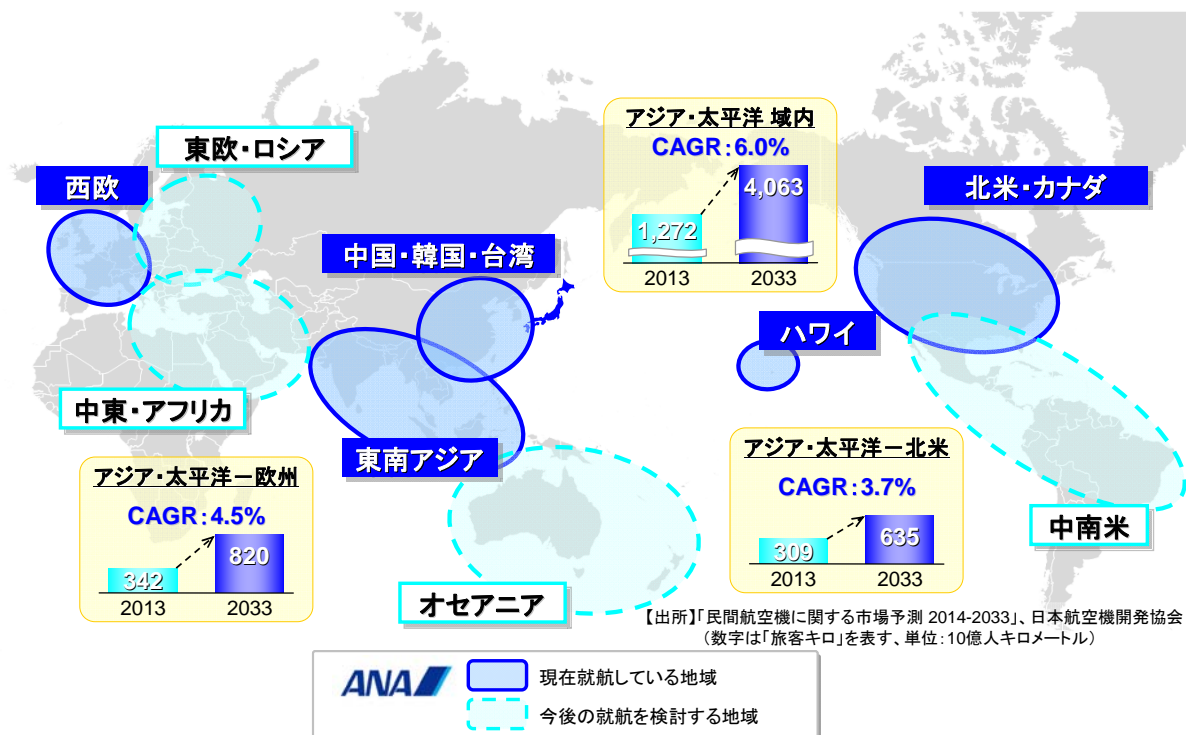 東欧・ロシア
西欧
中国・韓国・台湾
中東・アフリカ
東南アジア
アジア・太平洋 域内
CAGR：6.0%
4,063
1,272
2013 2033
北米・カナダ
ハワイ
アジア・太平洋－欧州
CAGR：4.5%
820
342
2013 2033
アジア・太平洋－北米
CAGR：3.7%
635
309
2013 2033
中南米
オセアニア
【出所】「民間航空機に関する市場予測 2014-2033」、日本航空機開発協会
（数字は「旅客キロ」を表す、単位：10億人キロメートル）
ANA
現在就航している地域
今後の就航を検討する地域